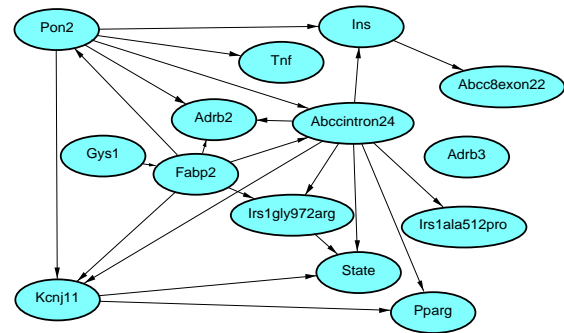 Pon2
Ins
Tnf
Abcc8exon22
Adrb2
Abccintron24
Gys1
Adrb3
Fabp2
Irs1gly972arg
Irs1ala512pro
State
Kcnj11
Pparg